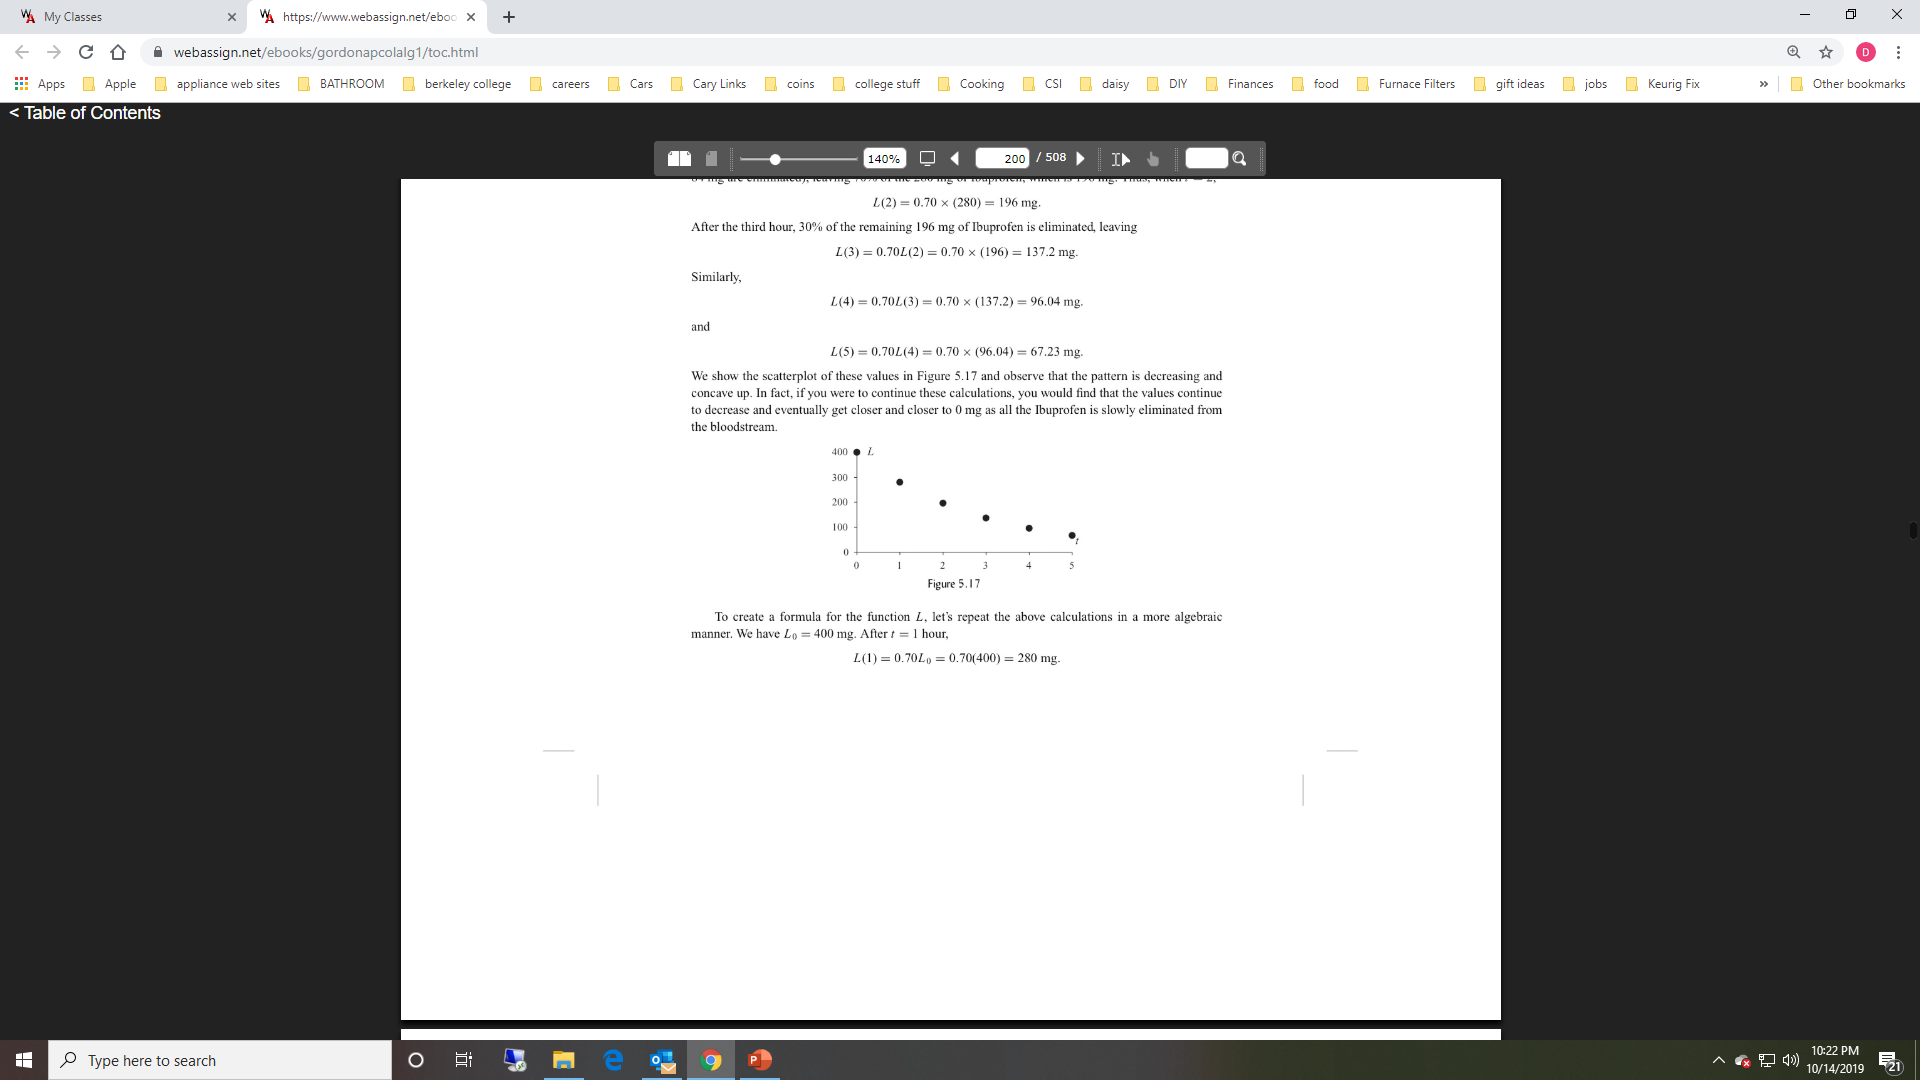 My Classes
https://www.webassign.net/eboo
webassign.net/ebooks/gordonapcolalg1/toc.html
D
Apps Apple appliance web sites BATHROOM berkeley college careers Cars Cary Links coins college stuff Cooking CSI daisy DIY Finances food Furnace Filters gift ideas jobs Keurig Fix » Other bookmarks
< Table of Contents
140% 200 / 508
L(2) = 0.70 × (280) = 196 mg.
After the third hour, 30% of the remaining 196 mg of Ibuprofen is eliminated, leaving
L(3) = 0.70L(2) = 0.70 × (196) = 137.2 mg.
Similarly,
L(4) = 0.70L(3) = 0.70 × (137.2) = 96.04 mg.
and
L(5) = 0.70L(4) = 0.70 × (96.04) = 67.23 mg.
We show the scatterplot of these values in Figure 5.17 and observe that the pattern is decreasing and
concave up. In fact, if you were to continue these calculations, you would find that the values continue
to decrease and eventually get closer and closer to 0 mg as all the Ibuprofen is slowly eliminated from
the bloodstream.
400 L
300
200
100
0
t
0 1 2 3 4 5
Figure 5.17
To create a formula for the function L, let's repeat the above calculations in a more algebraic
manner. We have L₀ = 400 mg. After t = 1 hour,
L(1) = 0.70L₀ = 0.70(400) = 280 mg.
Type here to search
10:22 PM
10/14/2019
21